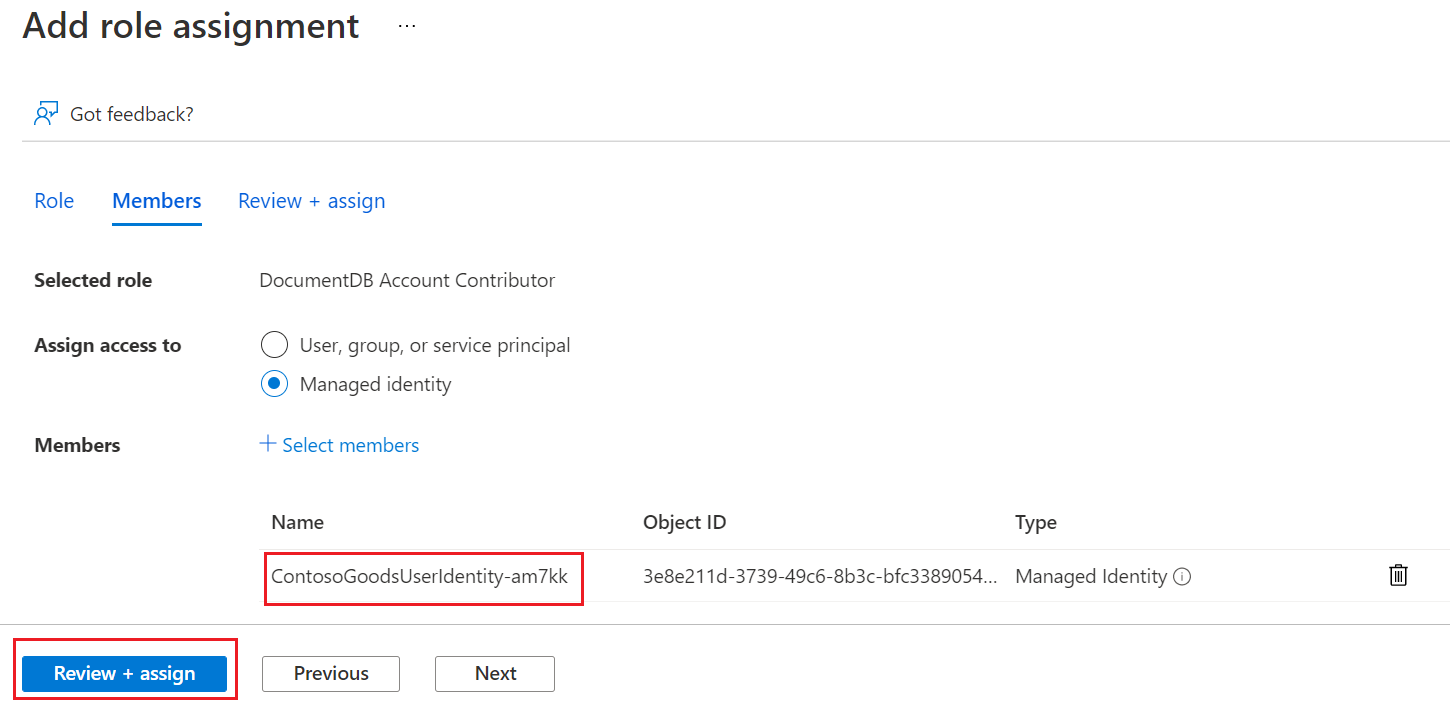 Add role assignment ...
Got feedback?
Role Members Review + assign
Selected role DocumentDB Account Contributor
Assign access to User, group, or service principal
Managed identity
Members + Select members
Name Object ID Type
ContosoGoodsUserIdentity-am7kk 3e8e211d-3739-49c6-8b3c-bfc3389054... Managed Identity
Review + assign Previous Next